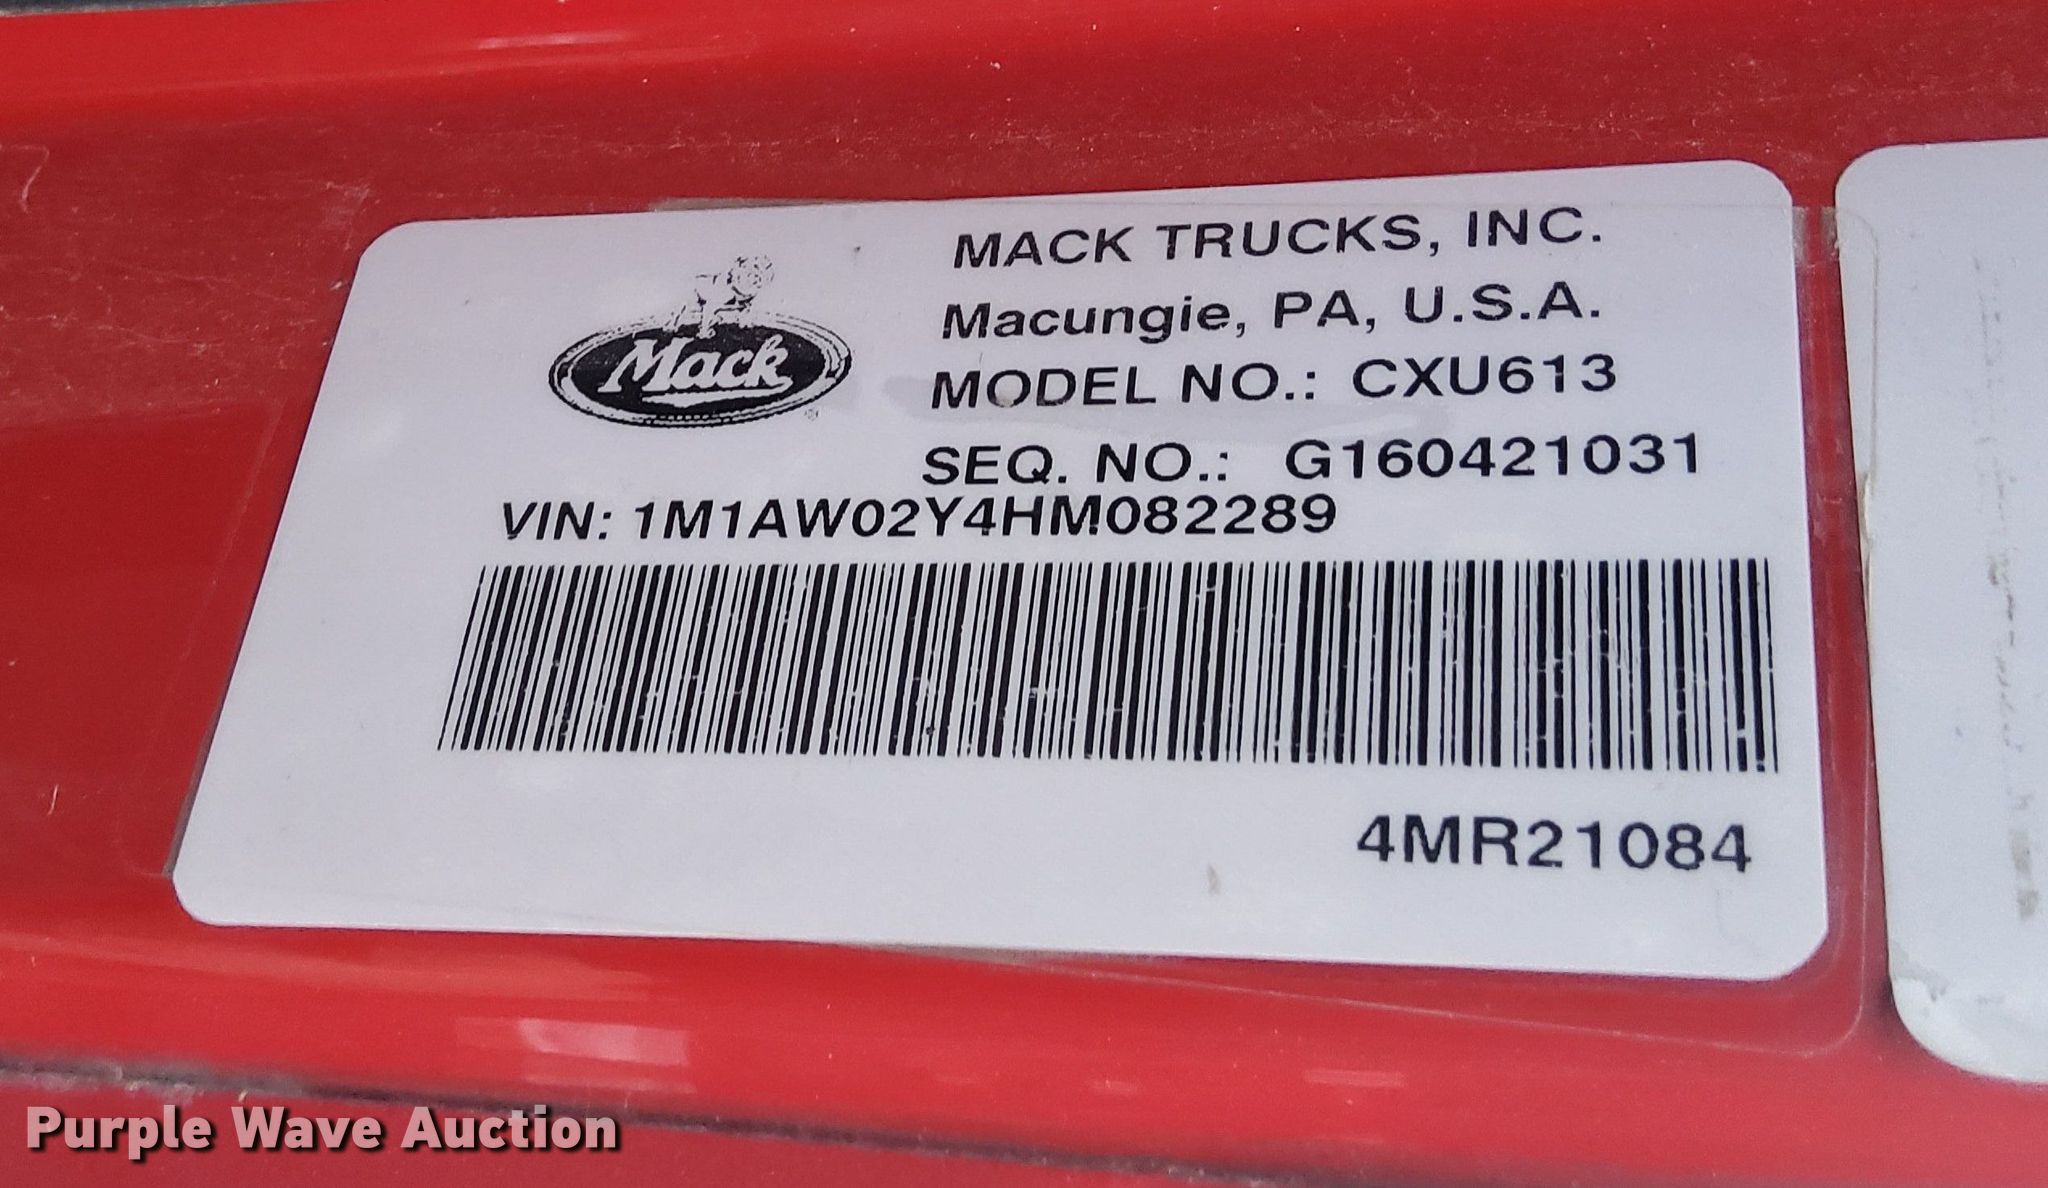 MACK TRUCKS, INC.
Mack
Macungie, PA, U.S.A.
MODEL NO.: CXU613
SEQ. NO.: G160421031
VIN: 1M1AW02Y4HM082289
4MR21084
Purple Wave Auction